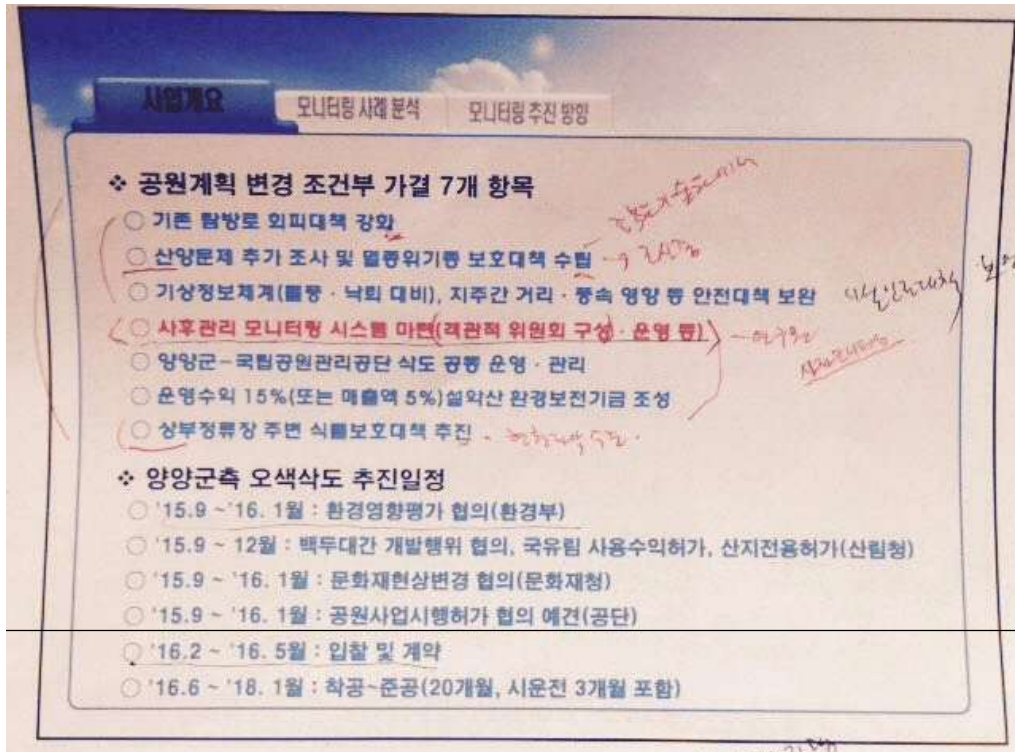 사업개요
모니터링 사례 분석
모니터링 추진 방향
❖ 공원계획 변경 조건부 가결 7개 항목
○ 기존 탐방로 회피대책 강화
○ 산양문제 추가 조사 및 멸종위기종 보호대책 수립
○ 기상정보체계(돌풍·낙뢰 대비), 지주간 거리·풍속 영향 등 안전대책 보완
○ 사후관리 모니터링 시스템 마련(객관적 위원회 구성·운영 등)
○ 양양군-국립공원관리공단 삭도 공동 운영·관리
○ 운영수익 15%(또는 매출액 5%)설악산 환경보전기금 조성
○ 상부정류장 주변 식물보호대책 추진
❖ 양양군측 오색삭도 추진일정
○ '15.9 ~ '16. 1월 : 환경영향평가 협의(환경부)
○ '15.9 ~ 12월 : 백두대간 개발행위 협의, 국유림 사용수익허가, 산지전용허가(산림청)
○ '15.9 ~ '16. 1월 : 문화재현상변경 협의(문화재청)
○ '15.9 ~ '16. 1월 : 공원사업시행허가 협의 예견(공단)
○ '16.2 ~ '16. 5월 : 입찰 및 계약
○ '16.6 ~ '18. 1월 : 착공~준공(20개월, 시운전 3개월 포함)